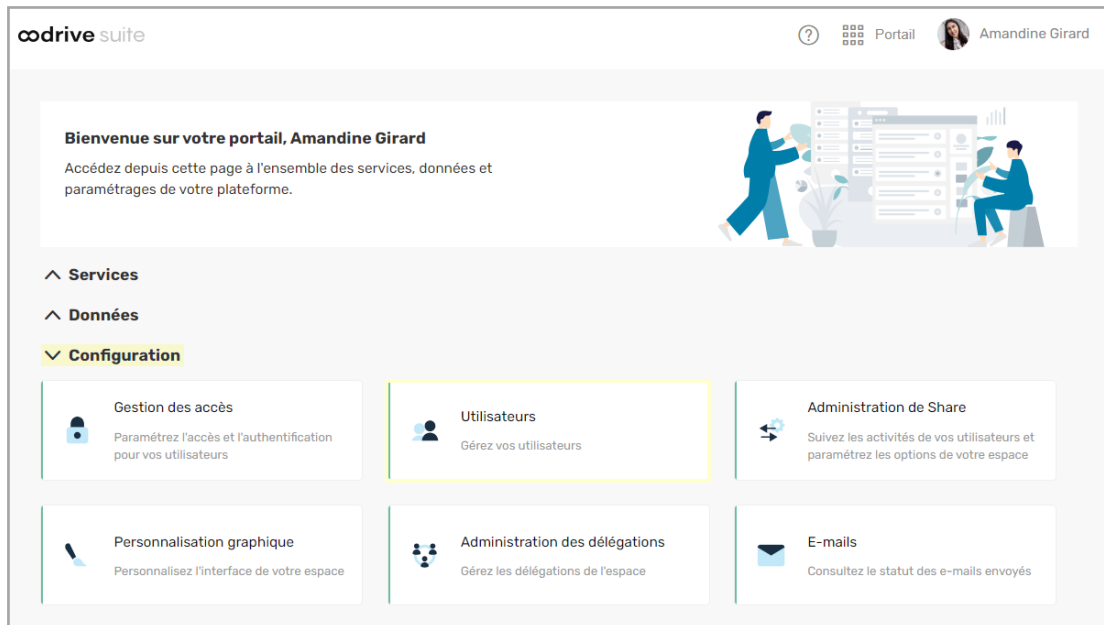 oodrive suite
Portail
Amandine Girard
Bienvenue sur votre portail, Amandine Girard
Accédez depuis cette page à l'ensemble des services, données et
paramétrages de votre plateforme.
Services
Données
Configuration
Gestion des accès
Paramétrez l'accès et l'authentification
pour vos utilisateurs
Utilisateurs
Gérez vos utilisateurs
Administration de Share
Suivez les activités de vos utilisateurs et
paramétrez les options de votre espace
Personnalisation graphique
Personnalisez l'interface de votre espace
Administration des délégations
Gérez les délégations de l'espace
E-mails
Consultez le statut des e-mails envoyés